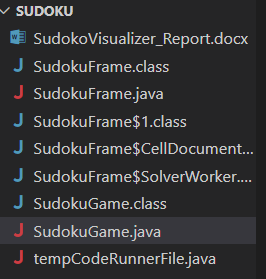 SUDOKU
SudokoVisualizer_Report.docx
SudokuFrame.class
SudokuFrame.java
SudokuFrame$1.class
SudokuFrame$CellDocument...
SudokuFrame$SolverWorker....
SudokuGame.class
SudokuGame.java
tempCodeRunnerFile.java